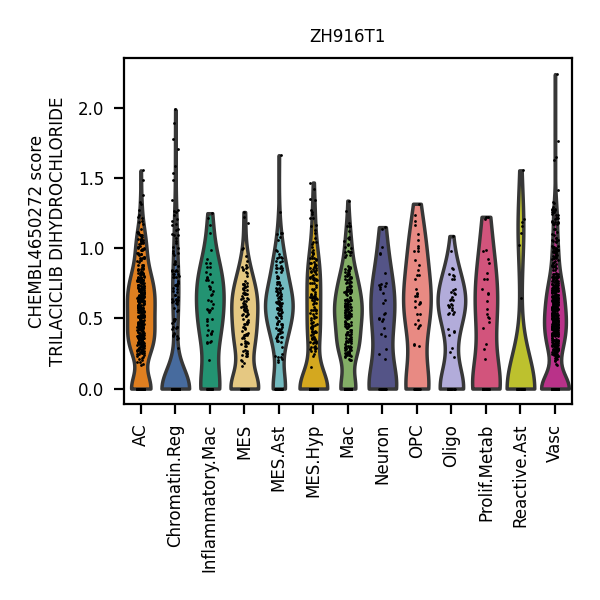 ZH916T1
CHEMBL4650272 score
TRILACICLIB DIHYDROCHLORIDE
2.0
1.5
1.0
0.5
0.0
AC
Chromatin.Reg
Inflammatory.Mac
MES
MES.Ast
MES.Hyp
Mac
Neuron
OPC
Oligo
Prolif.Metab
Reactive.Ast
Vasc